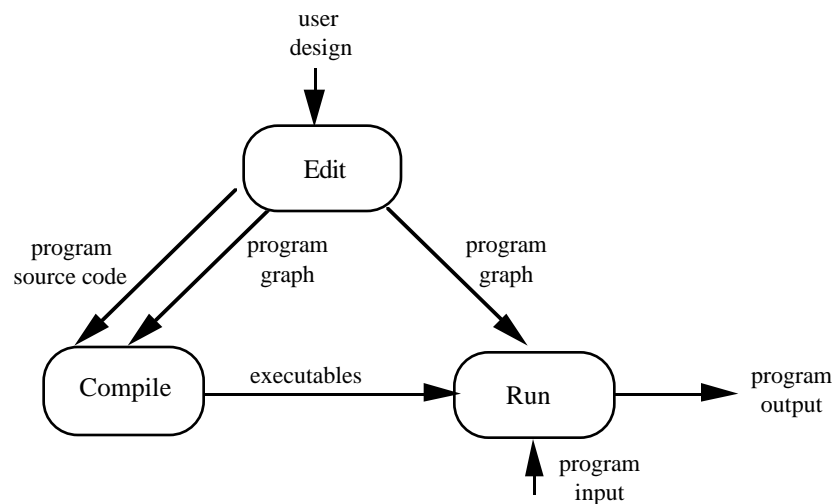 user
design
Edit
program
source code
program
graph
program
graph
Compile
executables
Run
program
output
program
input